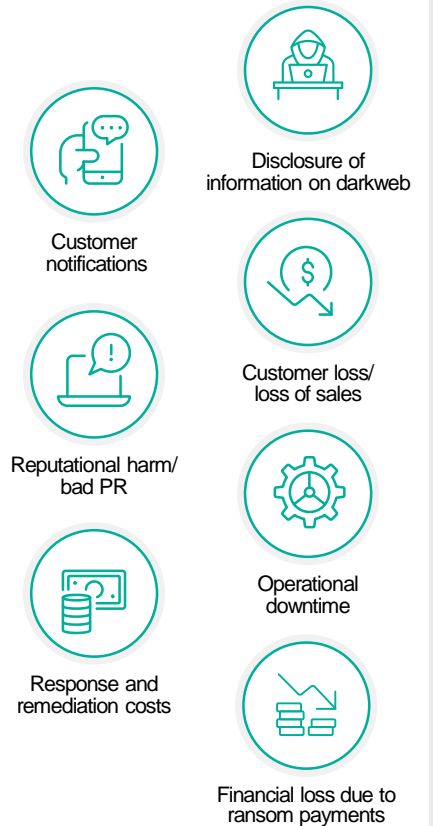 Disclosure of
information on darkweb
Customer
notifications
Customer loss/
loss of sales
Reputational harm/
bad PR
Operational
downtime
Response and
remediation costs
Financial loss due to
ransom payments